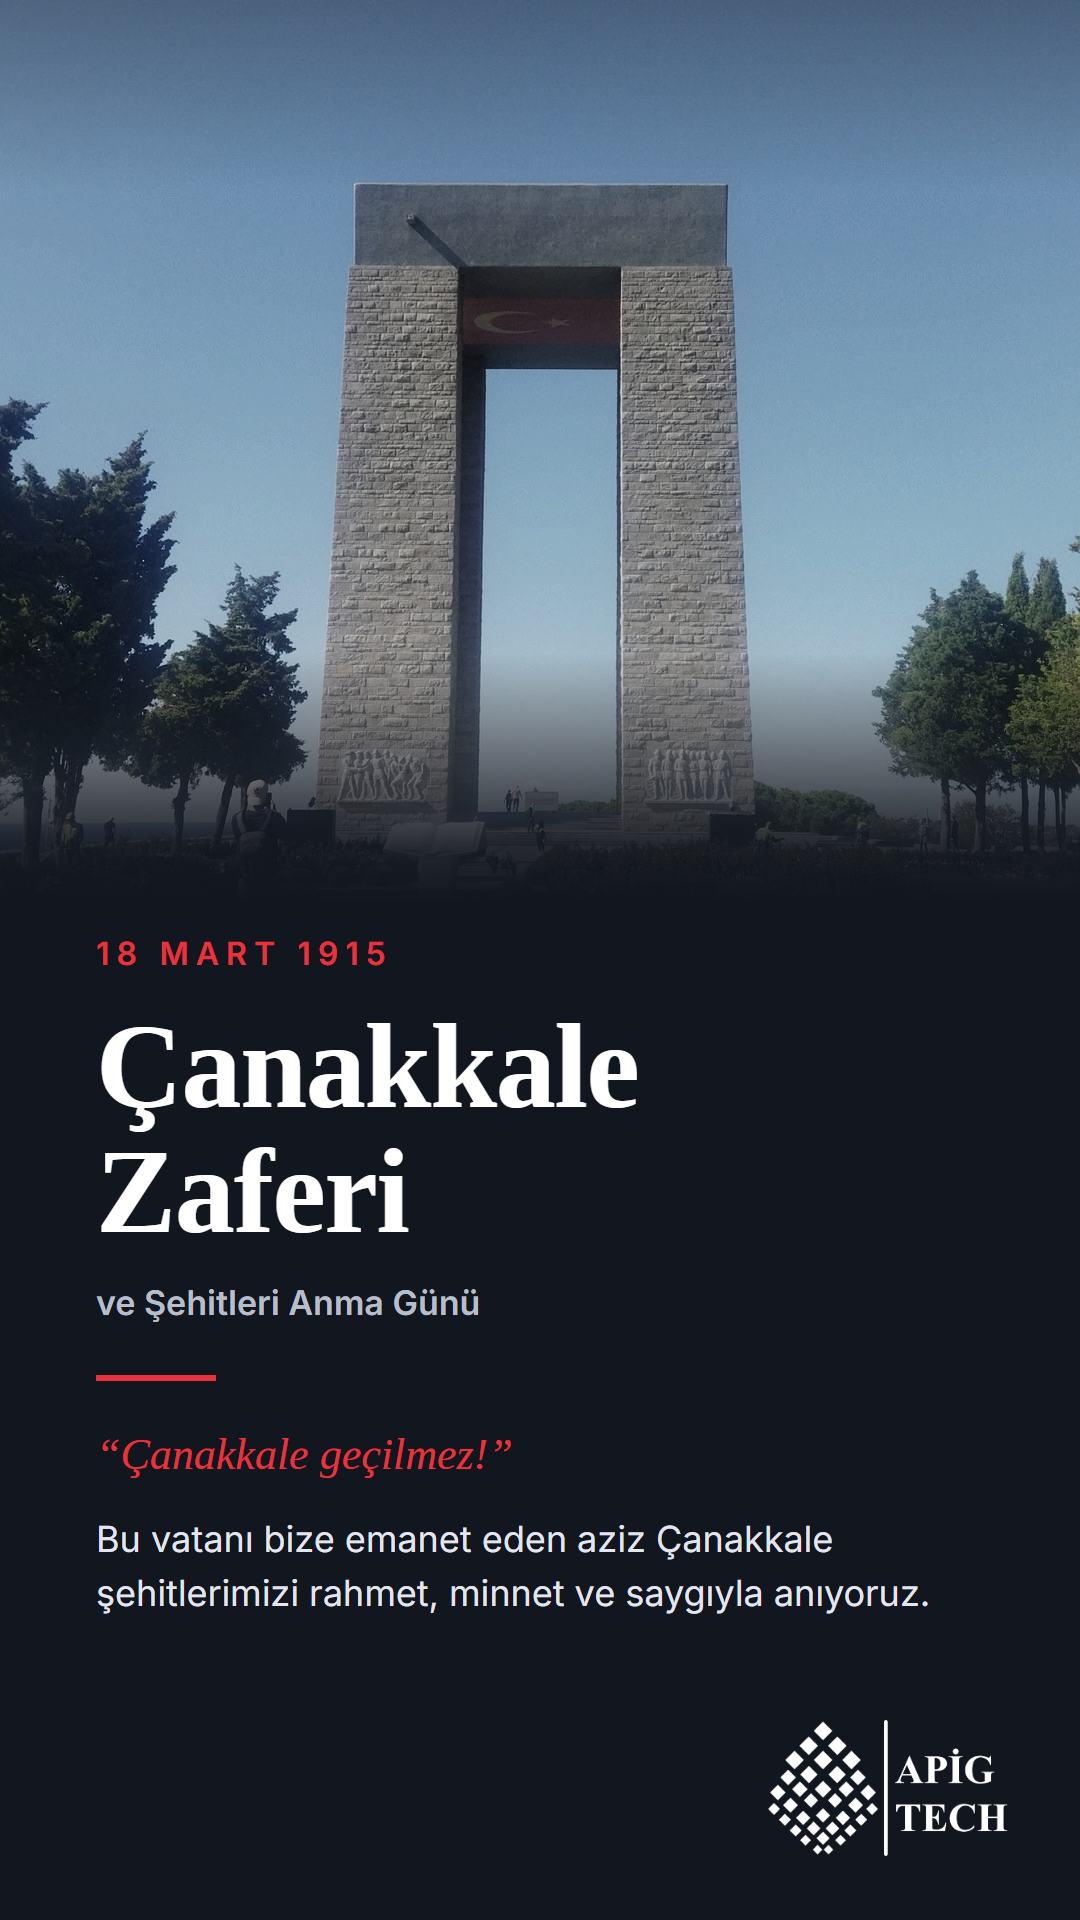 18 MART 1915
Çanakkale
Zaferi
ve Şehitleri Anma Günü
“Çanakkale geçilmez!”
Bu vatanı bize emanet eden aziz Çanakkale
şehitlerimizi rahmet, minnet ve saygıyla anıyoruz.
APİG
TECH